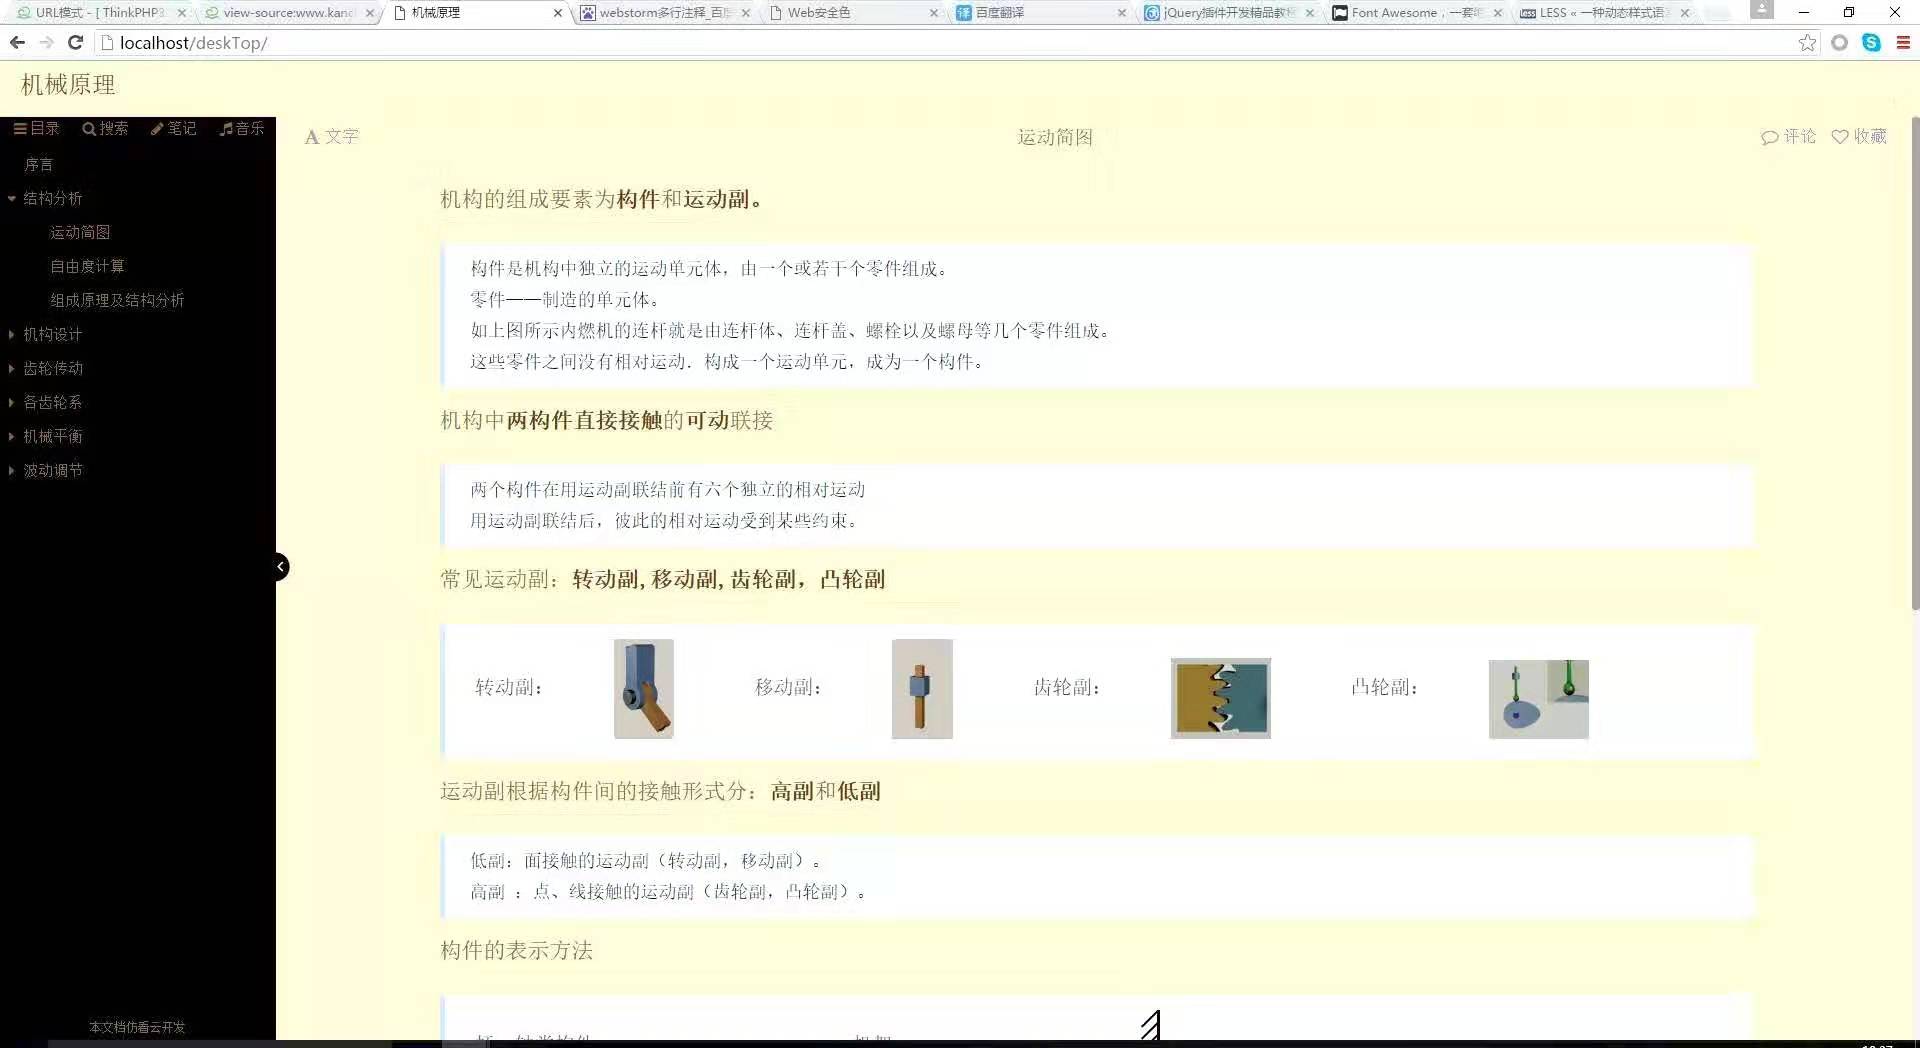 URL模式 - [ ThinkPHP3
view-source:www.kanc
机械原理
webstorm多行注释_百度
Web安全色
百度翻译
jQuery插件开发精品教程
Font Awesome，一套
LESS « 一种动态样式语言
localhost/deskTop/
机械原理
目录 搜索 笔记 音乐
序言
结构分析
运动简图
自由度计算
组成原理及结构分析
机构设计
齿轮传动
各齿轮系
机械平衡
波动调节
本文档仿看云开发
A 文字
运动简图
评论 收藏
机构的组成要素为构件和运动副。
构件是机构中独立的运动单元体，由一个或若干个零件组成。
零件——制造的单元体。
如上图所示内燃机的连杆就是由连杆体、连杆盖、螺栓以及螺母等几个零件组成。
这些零件之间没有相对运动．构成一个运动单元，成为一个构件。
机构中两构件直接接触的可动联接
两个构件在用运动副联结前有六个独立的相对运动
用运动副联结后，彼此的相对运动受到某些约束。
常见运动副：转动副,移动副,齿轮副，凸轮副
转动副： 移动副： 齿轮副： 凸轮副：
运动副根据构件间的接触形式分：高副和低副
低副：面接触的运动副（转动副，移动副）。
高副 ：点、线接触的运动副（齿轮副，凸轮副）。
构件的表示方法